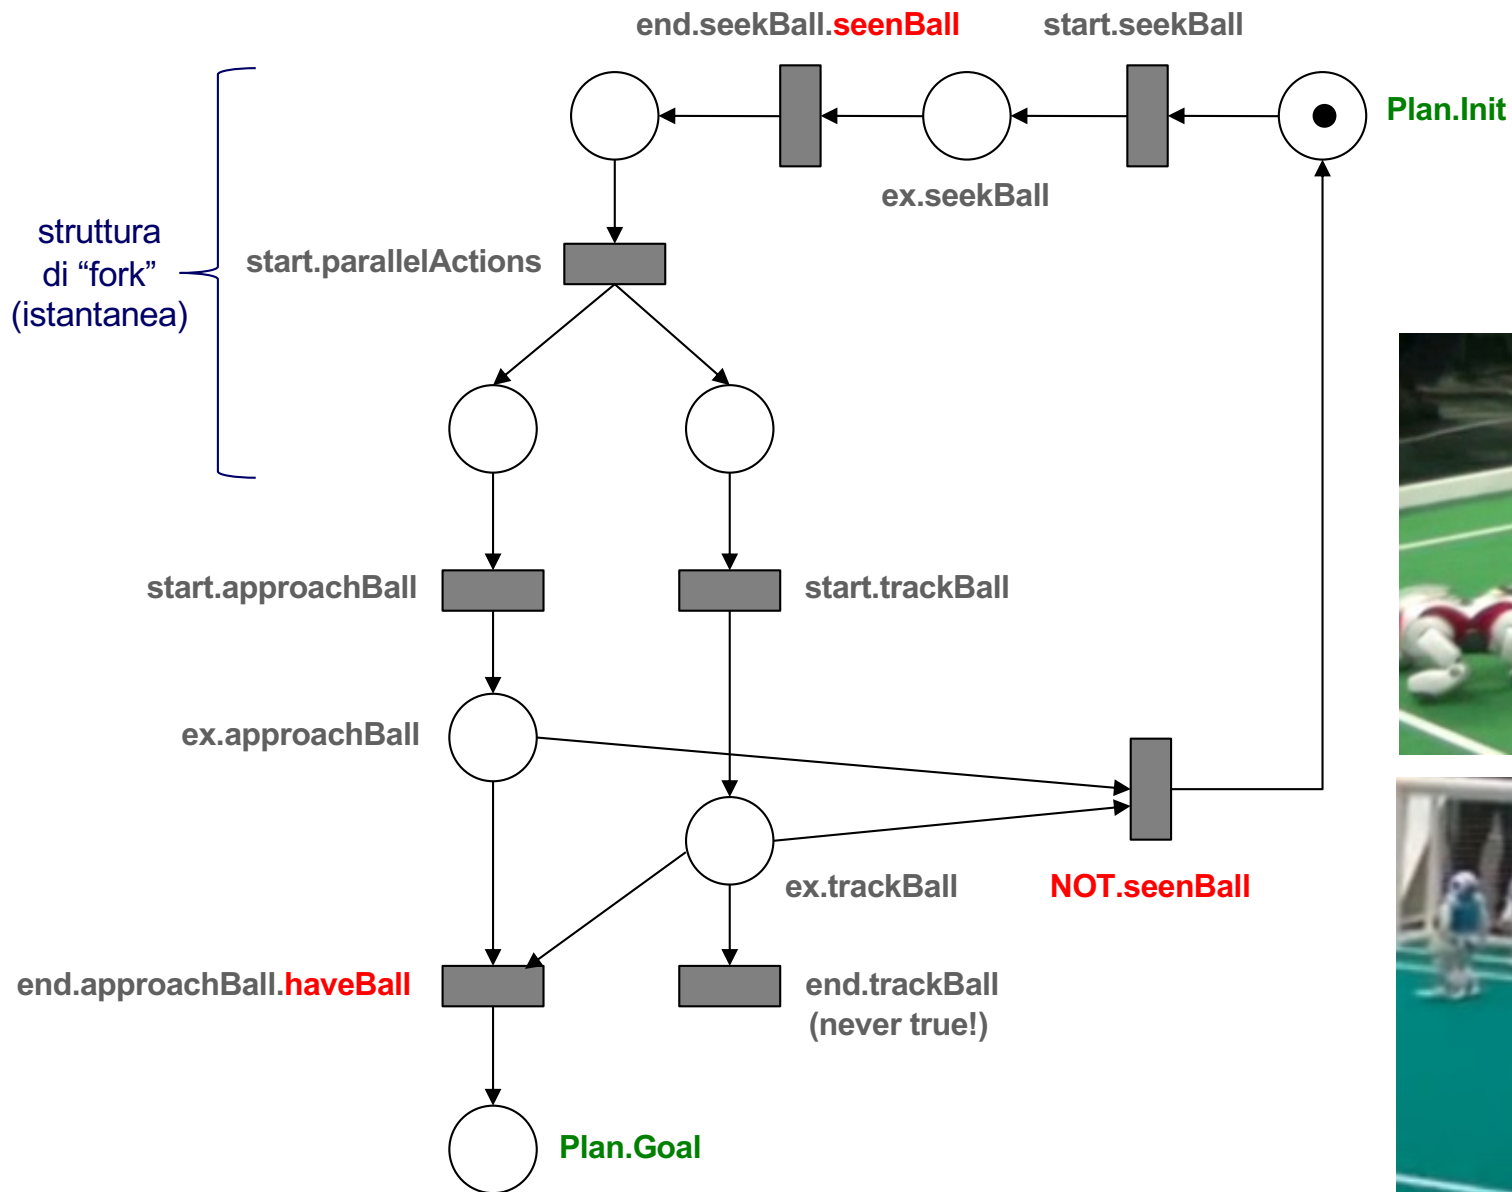 end.seekBall.seenBall
start.seekBall
Plan.Init
ex.seekBall
struttura
di “fork”
(istantanea)
start.parallelActions
start.approachBall
start.trackBall
ex.approachBall
ex.trackBall
NOT.seenBall
end.approachBall.haveBall
end.trackBall
(never true!)
Plan.Goal